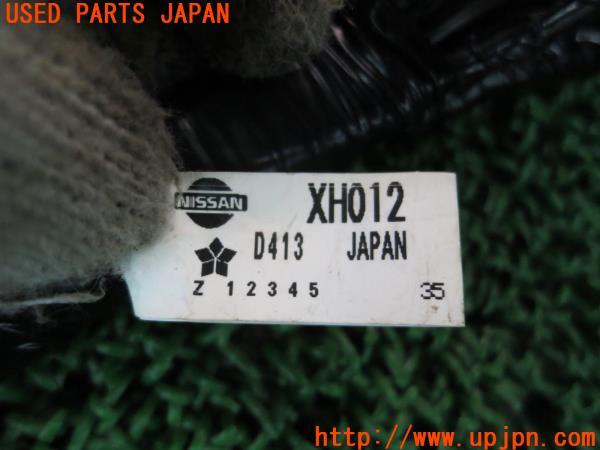 USED PARTS JAPAN
NISSAN XH012
D413 JAPAN
Z 12345 35
http://www.upjpn.com